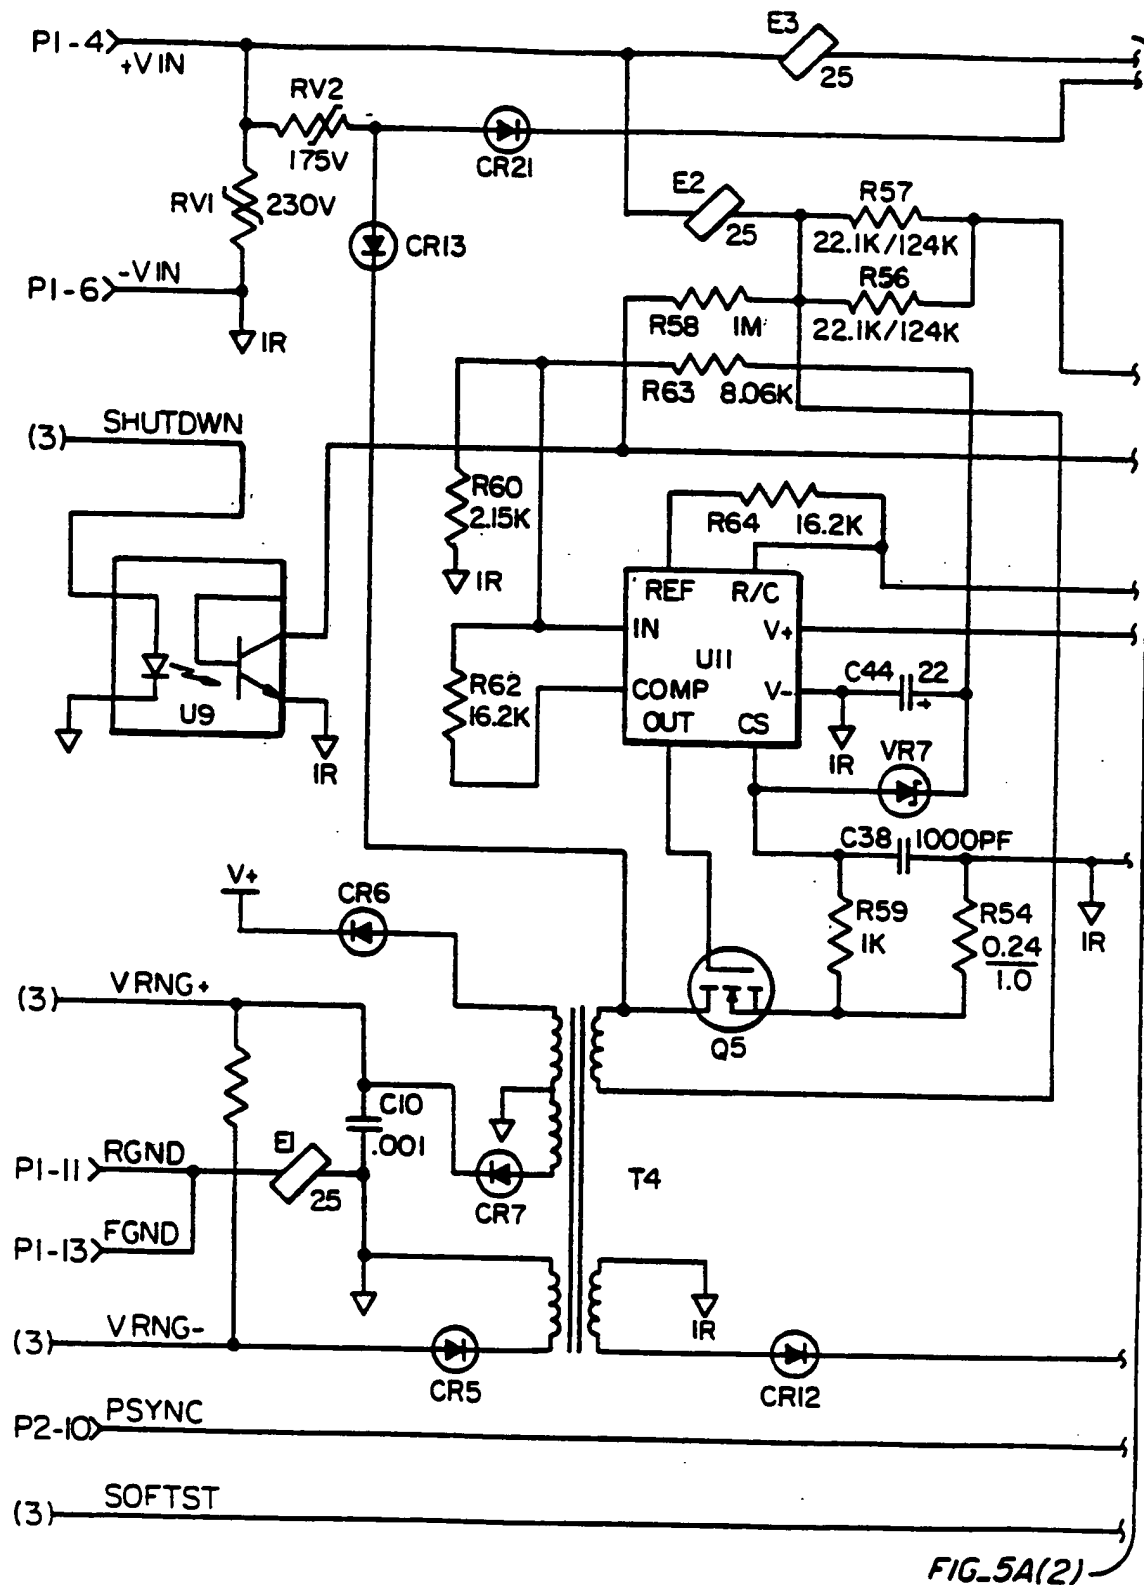 P1-4
+VIN
E3
25
RV2
175V
CR21
RV1
230V
E2
25
R57
22.1K/124K
CR13
R56
22.1K/124K
P1-6
-VIN
IR
R58
1M
R63
8.06K
(3)
SHUTDWN
R60
2.15K
IR
R64
16.2K
REF
R/C
IN
V+
U11
COMP
V-
OUT
CS
R62
16.2K
C44
22
+
IR
VR7
U9
IR
C38
1000PF
V+
CR6
R59
1K
R54
0.24
1.0
IR
(3)
VRNG+
Q5
C10
.001
P1-11
RGND
E1
25
CR7
T4
P1-13
FGND
IR
(3)
VRNG-
CR5
CR12
P2-10
PSYNC
(3)
SOFTST
FIG_5A(2)